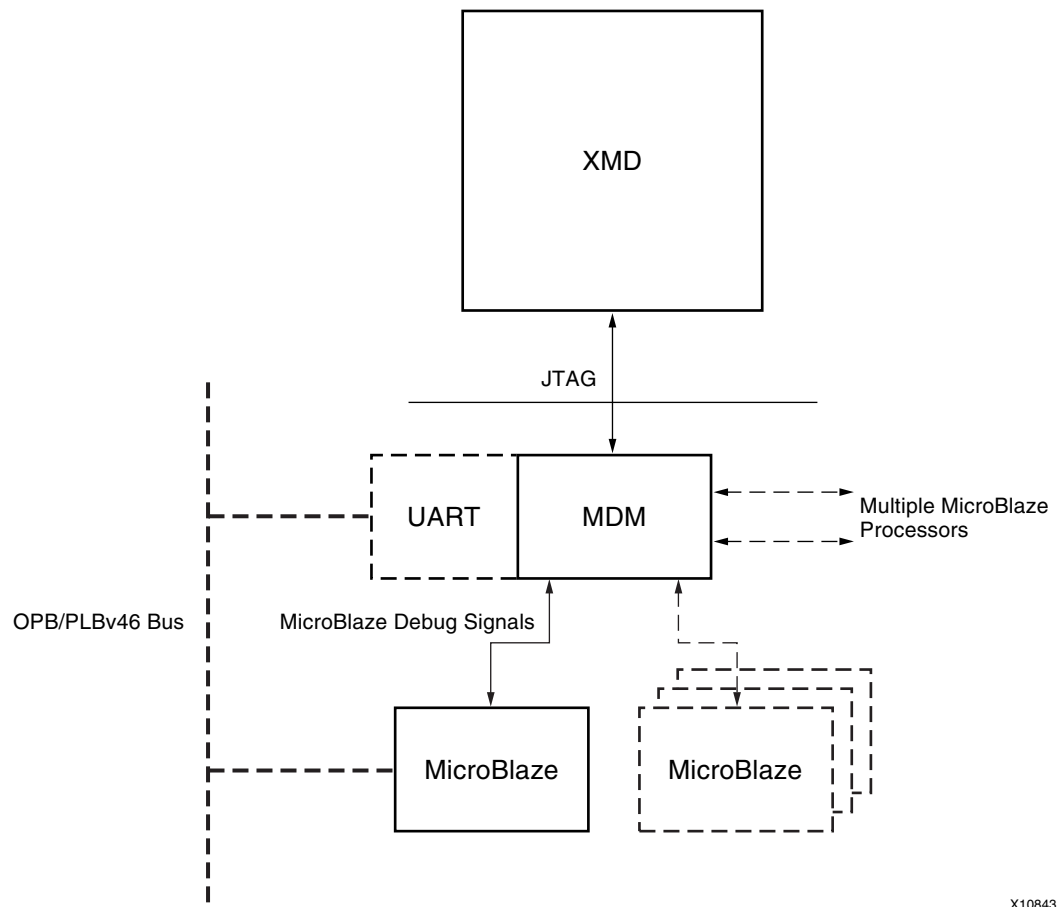 XMD
JTAG
UART
MDM
Multiple MicroBlaze
Processors
OPB/PLBv46 Bus
MicroBlaze Debug Signals
MicroBlaze
MicroBlaze
X10843